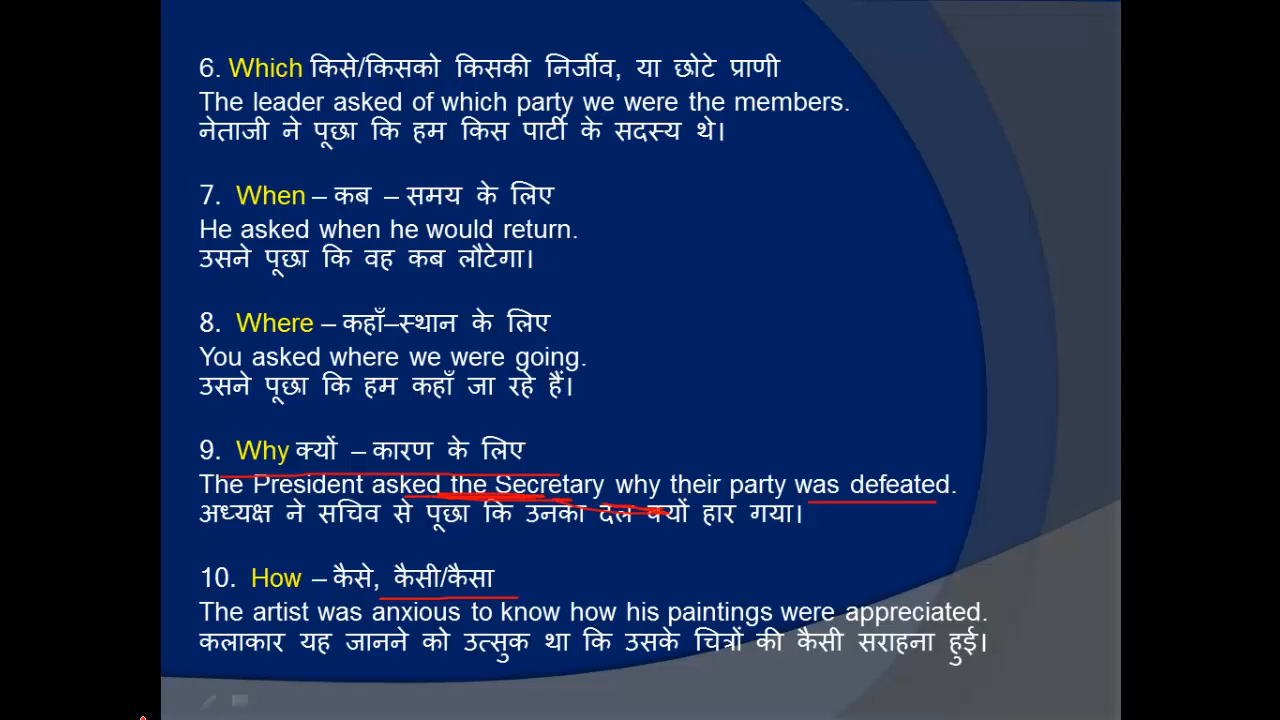 6. Which किसे/किसको किसकी निर्जीव, या छोटे प्राणी
The leader asked of which party we were the members.
नेताजी ने पूछा कि हम किस पार्टी के सदस्य थे।
7. When – कब – समय के लिए
He asked when he would return.
उसने पूछा कि वह कब लौटेगा।
8. Where – कहाँ–स्थान के लिए
You asked where we were going.
उसने पूछा कि हम कहाँ जा रहे हैं।
9. Why क्यों – कारण के लिए
The President asked the Secretary why their party was defeated.
अध्यक्ष ने सचिव से पूछा कि उनका दल क्यों हार गया।
10. How – कैसे, कैसी/कैसा
The artist was anxious to know how his paintings were appreciated.
कलाकार यह जानने को उत्सुक था कि उसके चित्रों की कैसी सराहना हुई।